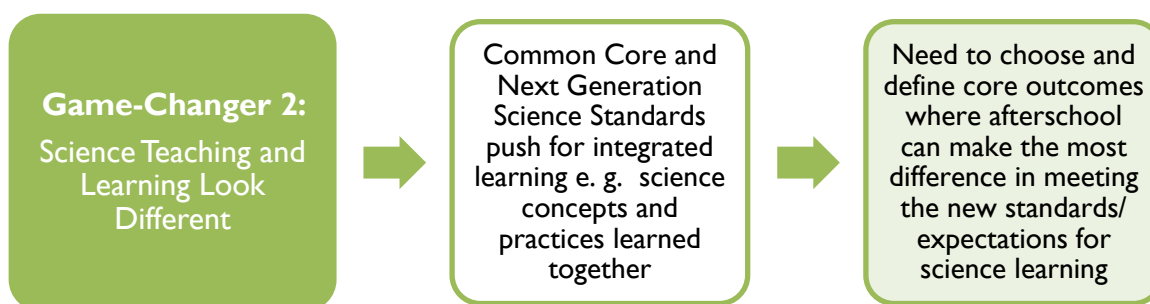 Game-Changer 2:
Science Teaching and
Learning Look
Different
Common Core and
Next Generation
Science Standards
push for integrated
learning e. g. science
concepts and
practices learned
together
Need to choose and
define core outcomes
where afterschool
can make the most
difference in meeting
the new standards/
expectations for
science learning